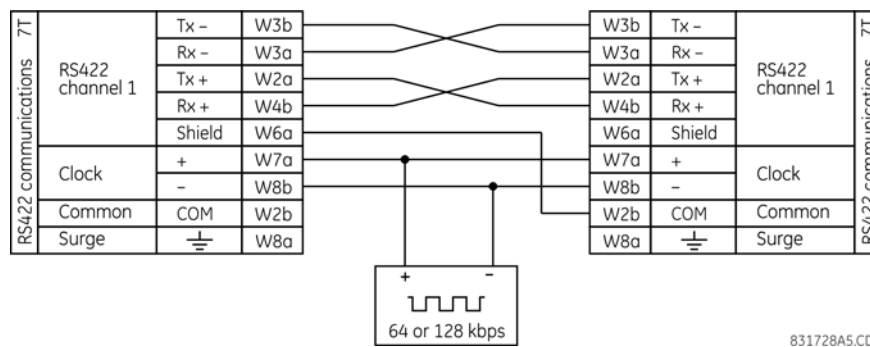 7T
RS422 communications
RS422
channel 1
Tx – W3b
Rx – W3a
Tx + W2a
Rx + W4b
Shield W6a
Clock
+ W7a
– W8b
Common COM W2b
Surge W8a
W3b Tx –
W3a Rx –
W2a Tx +
W4b Rx +
W6a Shield
RS422
channel 1
W7a +
W8b –
Clock
W2b COM Common
W8a Surge
7T
RS422 communications
+ –
64 or 128 kbps
831728A5.CD